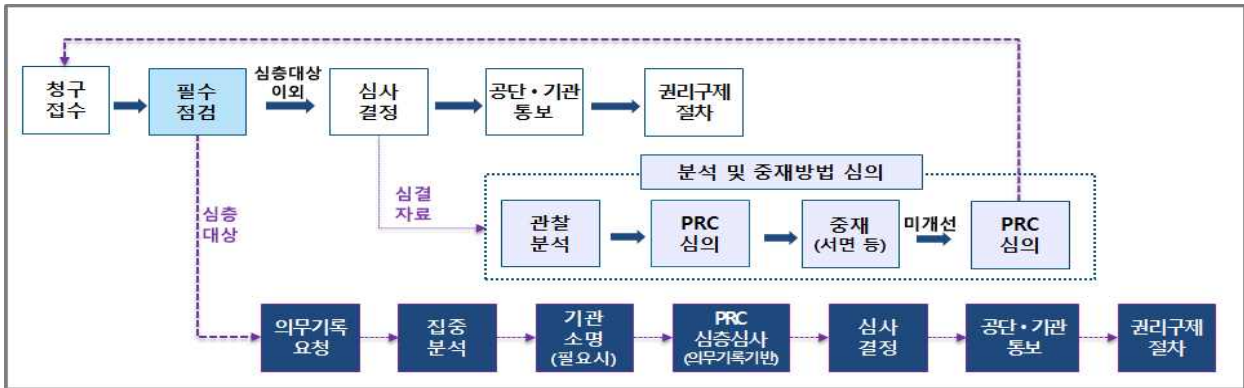 청구
접수
필수
점검
심층대상
이외
심사
결정
공단・기관
통보
권리구제
절차
심층
대상
심결
자료
분석 및 중재방법 심의
관찰
분석
PRC
심의
중재
(서면 등)
미개선
PRC
심의
의무기록
요청
집중
분석
기관
소명
(필요시)
PRC
심층심사
(의무기록기반)
심사
결정
공단・기관
통보
권리구제
절차